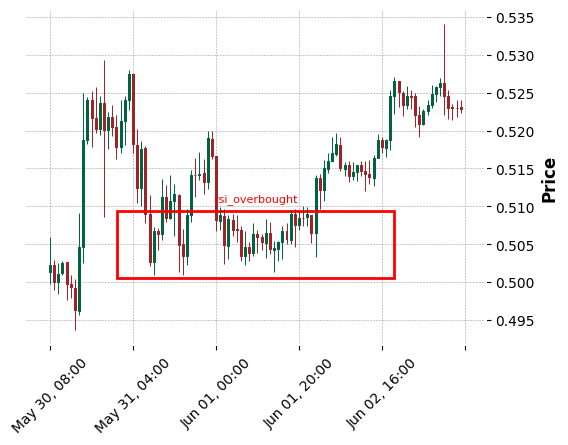 0.535
0.530
0.525
0.520
0.515
0.510
0.505
0.500
0.495
Price
si_overbought
May 30, 08:00
May 31, 04:00
Jun 01, 00:00
Jun 01, 20:00
Jun 02, 16:00